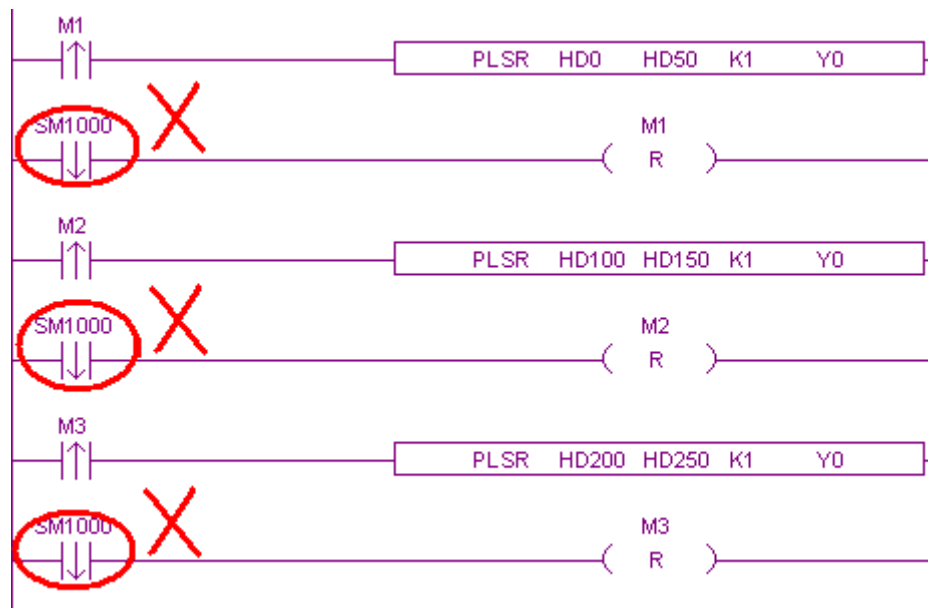 M1
PLSR HD0 HD50 K1 Y0
SM1000
M1
R
M2
PLSR HD100 HD150 K1 Y0
SM1000
M2
R
M3
PLSR HD200 HD250 K1 Y0
SM1000
M3
R